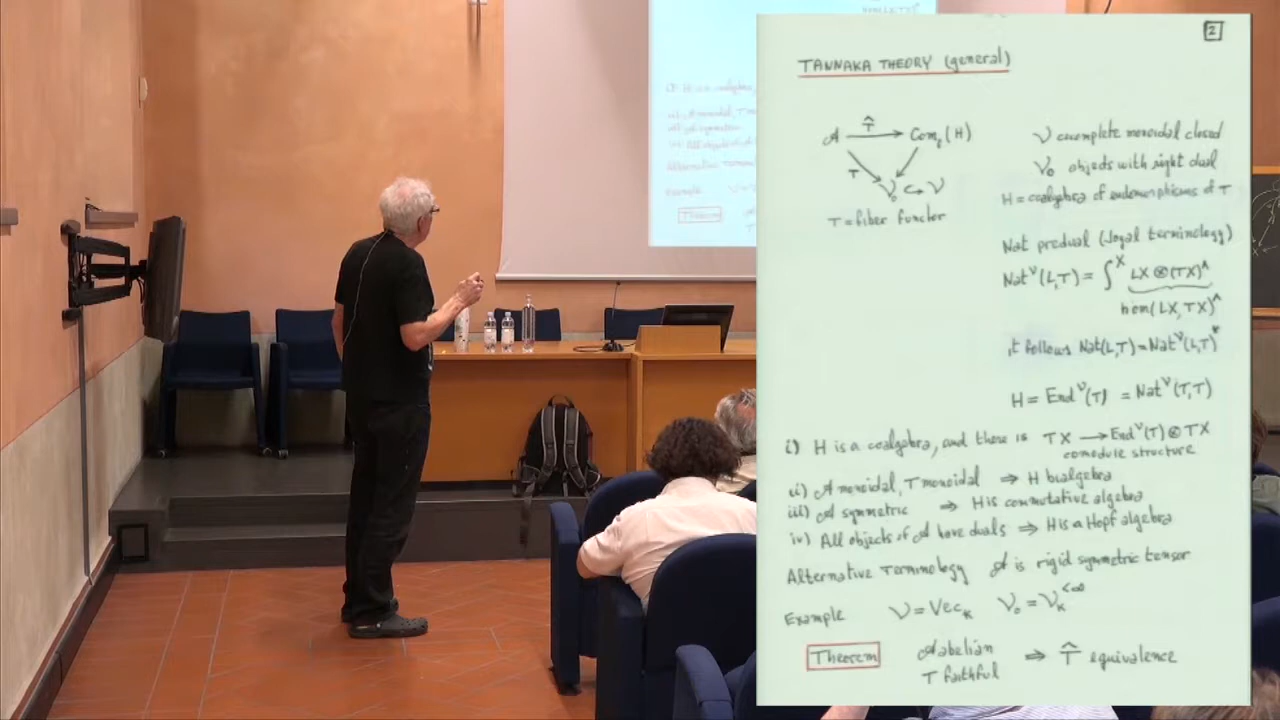 2
TANNAKA THEORY (general)
𝒜 T̂ → Com₀(H)
T
𝒱₀ ↪ 𝒱
T = fiber functor
𝒱 cocomplete monoidal closed
𝒱₀ objects with right dual
H = coalgebra of endomorphisms of T
Nat predual (Joyal terminology)
Nat^∨(L,T) = ∫^X LX ⊗ (TX)^∧
hom(LX, TX)^∧
it follows Nat(L,T) = Nat^∨(L,T)*
H = End^∨(T) = Nat^∨(T,T)
i) H is a coalgebra, and there is TX → End^∨(T) ⊗ TX
comodule structure
ii) 𝒜 monoidal, T monoidal ⇒ H bialgebra
iii) 𝒜 symmetric ⇒ H is commutative algebra
iv) All objects of 𝒜 have duals ⇒ H is a Hopf algebra
Alternative Terminology 𝒜 is rigid symmetric tensor
Example 𝒱 = Vec_K 𝒱₀ = 𝒱_K^{<∞}
Theorem 𝒜 abelian
T faithful ⇒ T̂ equivalence